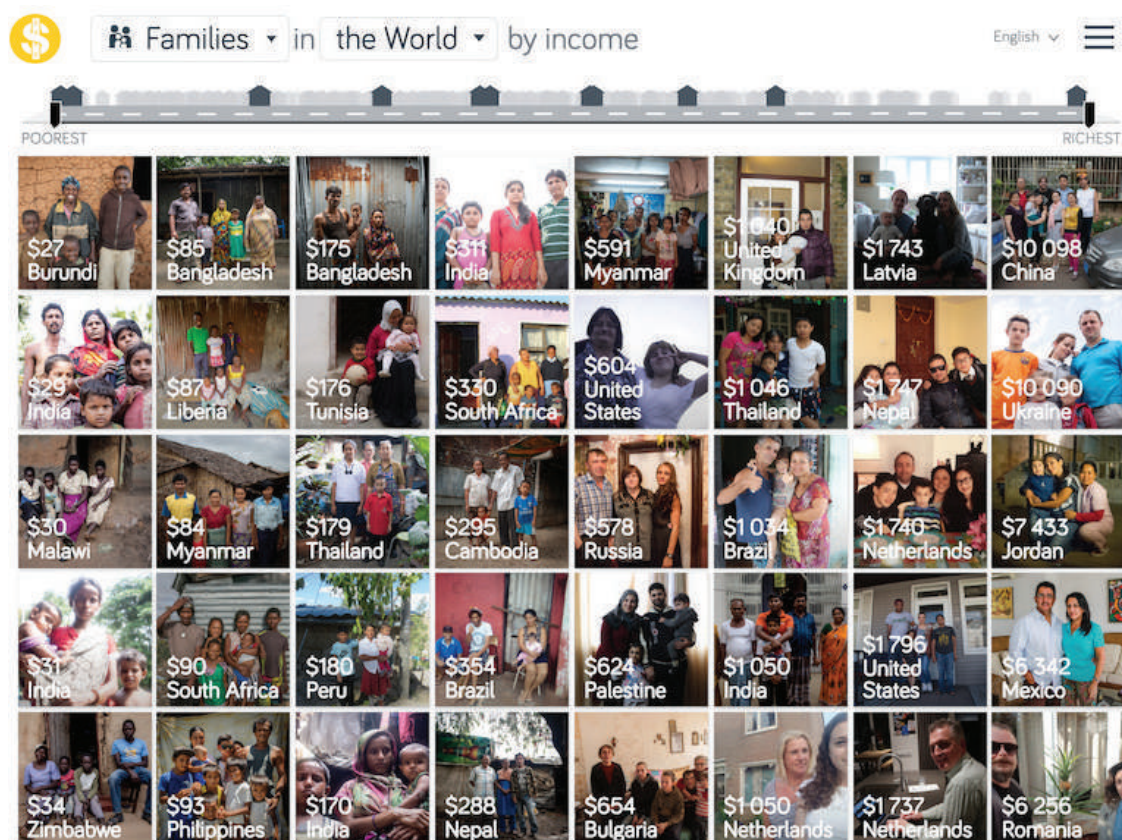 Families in the World by income
English
POOREST
RICHEST
$27
Burundi
$85
Bangladesh
$175
Bangladesh
$311
India
$591
Myanmar
$1 040
United
Kingdom
$1 743
Latvia
$10 098
China
$29
India
$87
Liberia
$176
Tunisia
$330
South Africa
$604
United
States
$1 046
Thailand
$1 747
Nepal
$10 090
Ukraine
$30
Malawi
$84
Myanmar
$179
Thailand
$295
Cambodia
$578
Russia
$1 034
Brazil
$1 740
Netherlands
$7 433
Jordan
$31
India
$90
South Africa
$180
Peru
$354
Brazil
$624
Palestine
$1 050
India
$1 796
United
States
$6 342
Mexico
$34
Zimbabwe
$93
Philippines
$170
India
$288
Nepal
$654
Bulgaria
$1 050
Netherlands
$1 737
Netherlands
$6 256
Romania